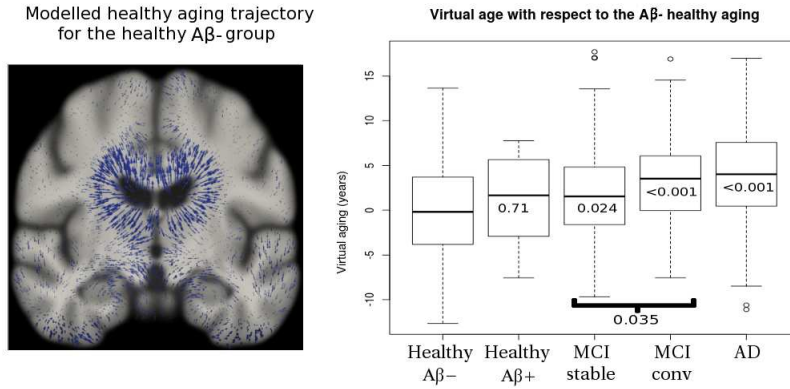 Modelled healthy aging trajectory
for the healthy Aβ- group
Virtual age with respect to the Aβ- healthy aging
Virtual aging (years)
15
10
5
0
-5
-10
0.71
0.024
<0.001
<0.001
0.035
Healthy
Aβ−
Healthy
Aβ+
MCI
stable
MCI
conv
AD